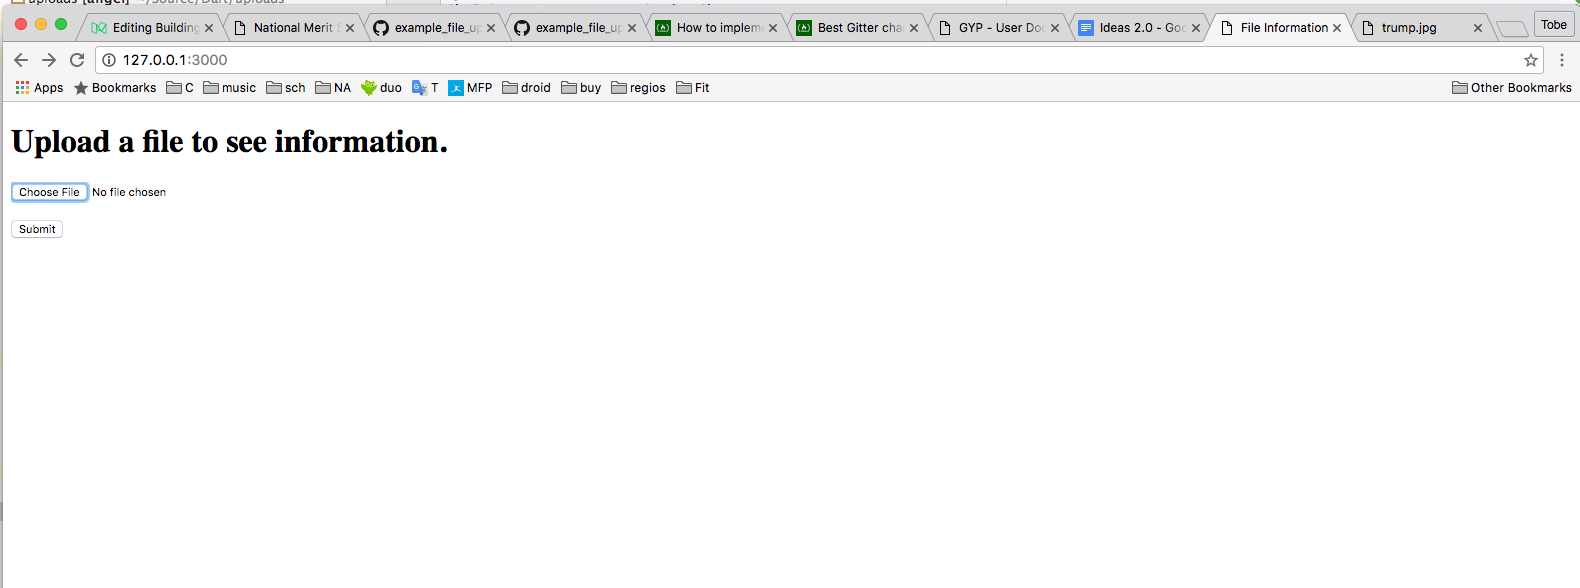 uploads [angel] ~/Source/Dart/uploads
Editing Building National Merit example_file_up example_file_up How to implem Best Gitter cha GYP - User Doc Ideas 2.0 - Goo File Information trump.jpg Tobe
127.0.0.1:3000
Apps Bookmarks C music sch NA duo T MFP droid buy regios Fit Other Bookmarks
Upload a file to see information.
Choose File No file chosen
Submit